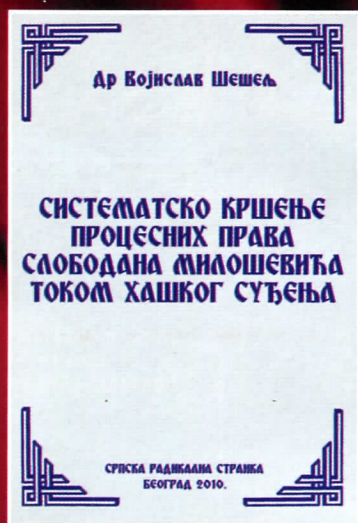 Др Војислав Шешељ
СИСТЕМАТСКО КРШЕЊЕ
ПРОЦЕСНИХ ПРАВА
СЛОБОДАНА МИЛОШЕВИЋА
ТОКОМ ХАШКОГ СУЂЕЊА
СРПСКА РАДИКАЛНА СТРАНКА
БЕОГРАД 2010.